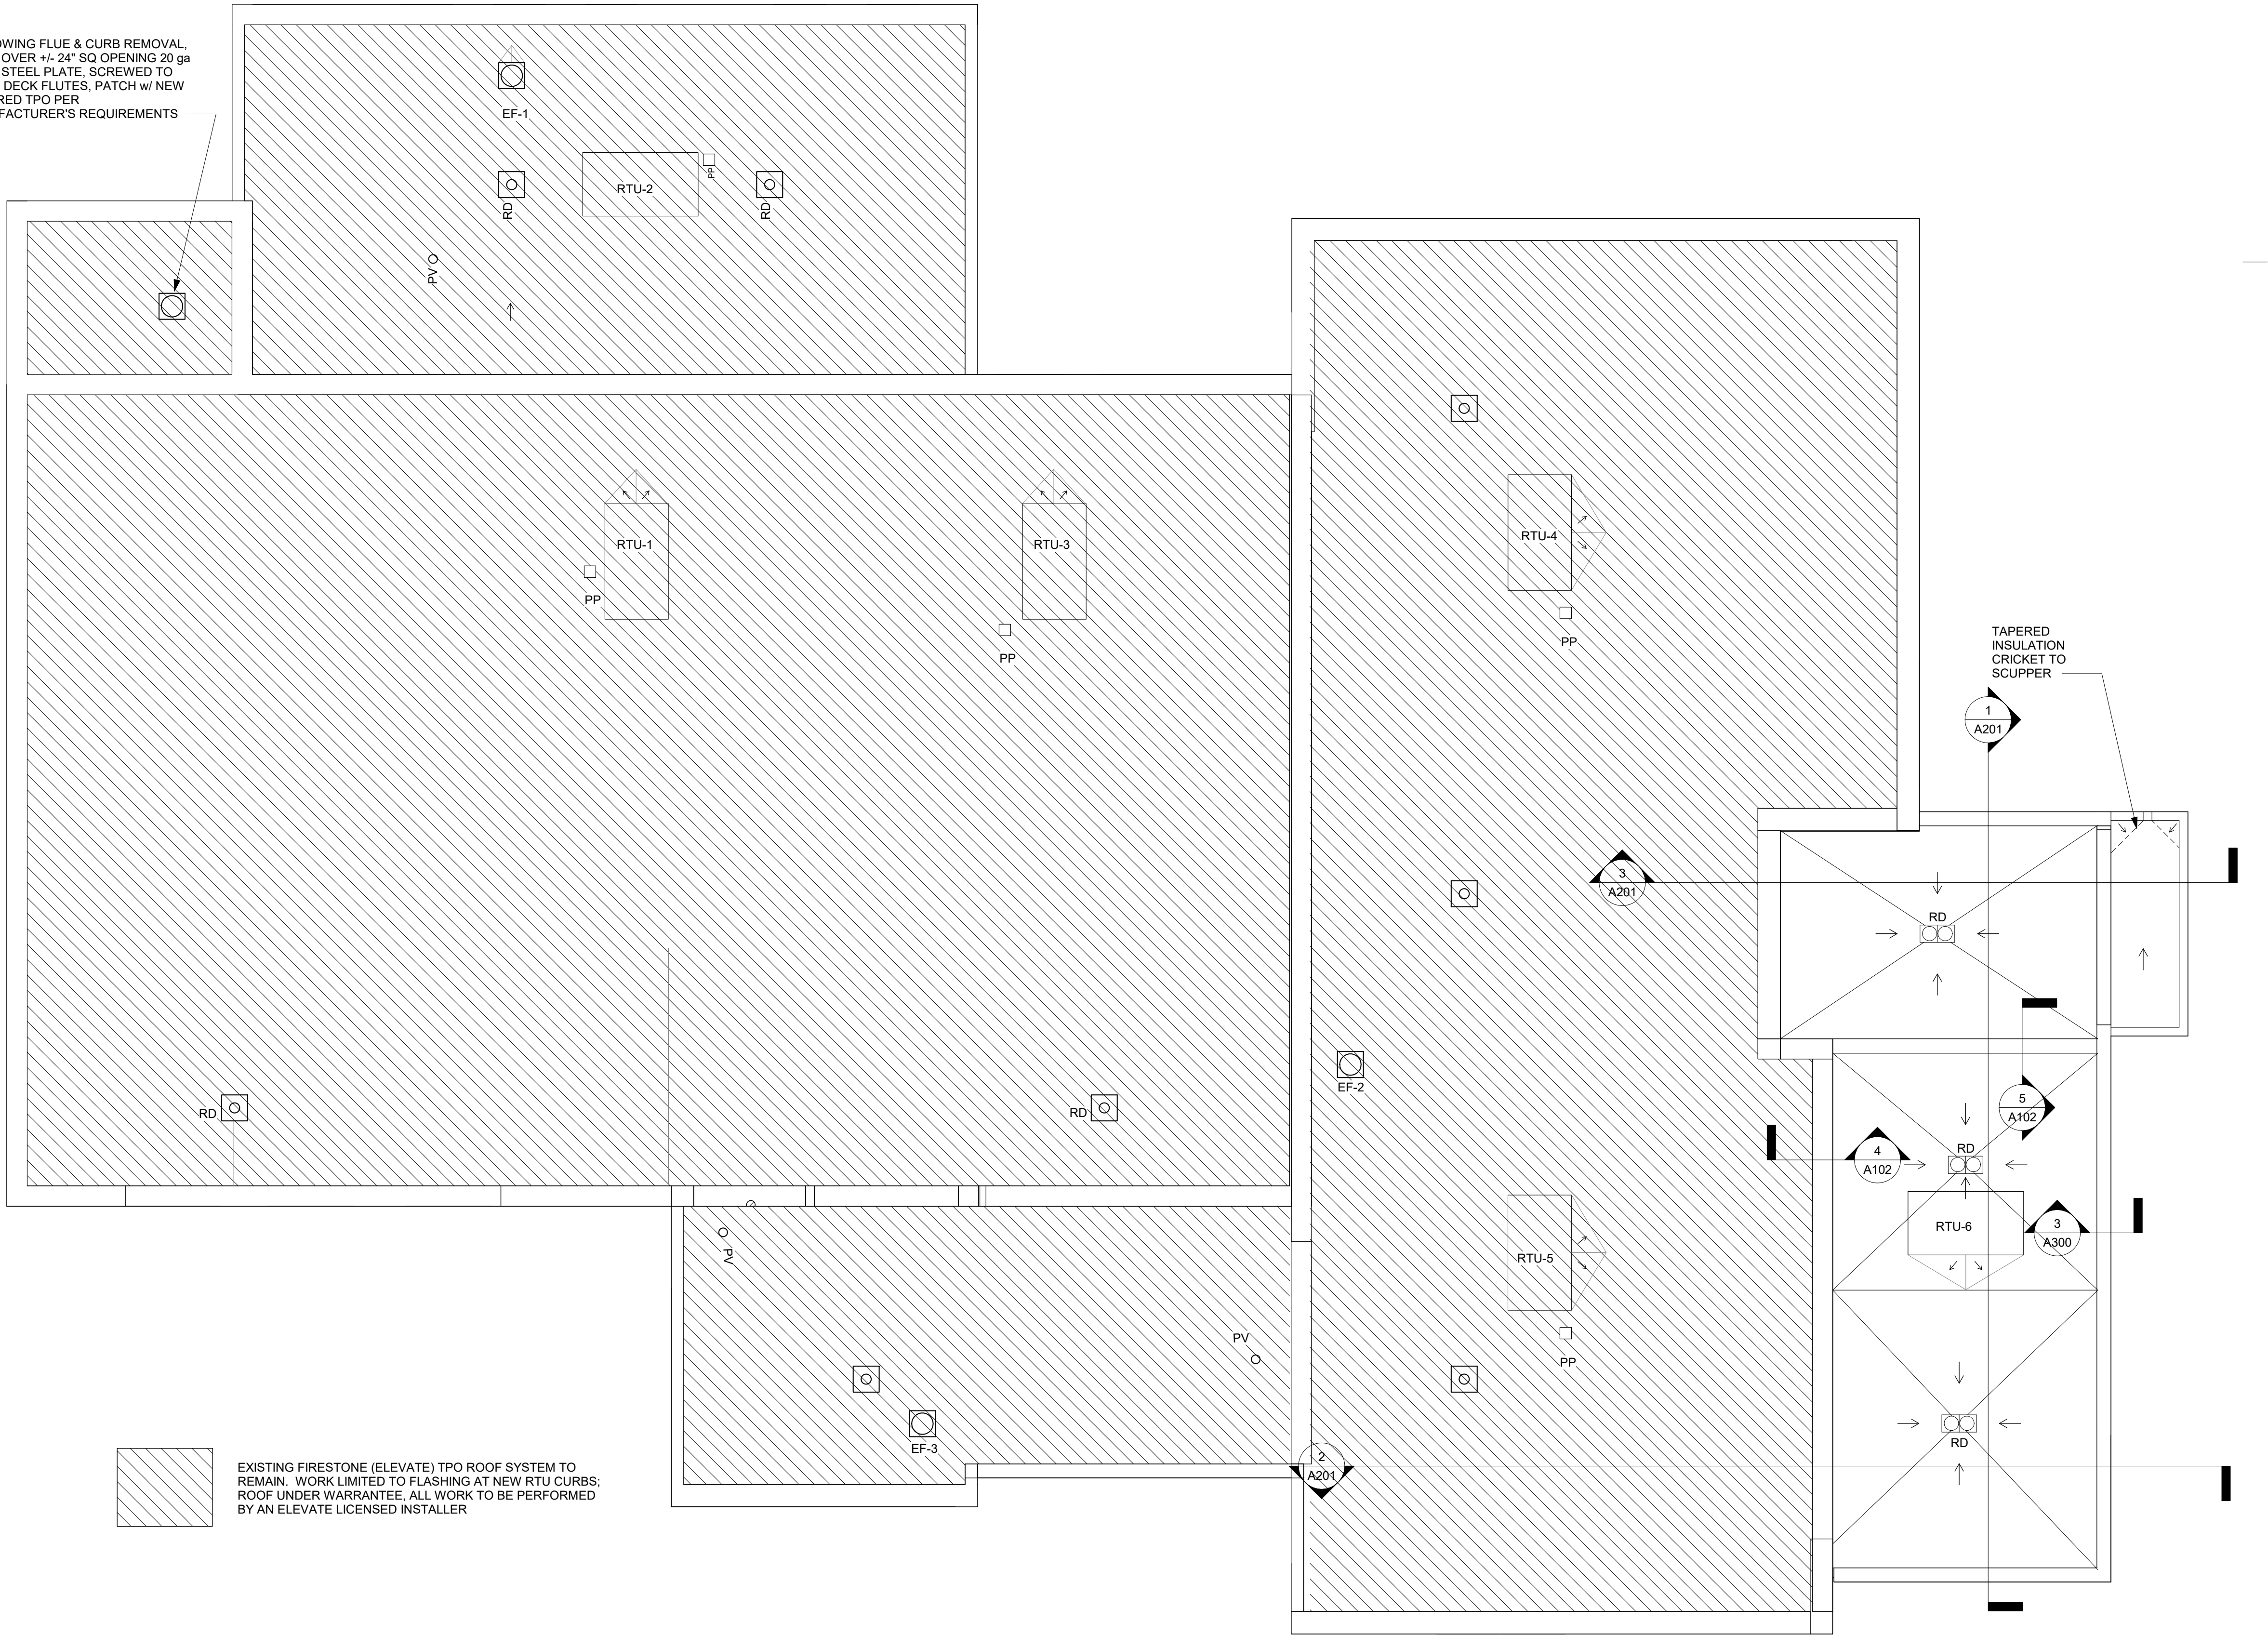 OVER +/- 24" SQ OPENING 20 ga
STEEL PLATE, SCREWED TO
DECK FLUTES, PATCH w/ NEW
TPO PER
REQUIREMENTS
FLUE & CURB REMOVAL,
EF-1
RTU-2
PP
RD
RD
PV
RTU-1
PP
RTU-3
PP
RTU-4
PP
TAPERED
INSULATION
CRICKET TO
SCUPPER
1
A201
3
A201
RD
EF-2
RD
RD
5
A102
4
A102
RD
RTU-6
3
A300
PV
RTU-5
PV
PP
EF-3
RD
2
A201
EXISTING FIRESTONE (ELEVATE) TPO ROOF SYSTEM TO
REMAIN. WORK LIMITED TO FLASHING AT NEW RTU CURBS;
ROOF UNDER WARRANTEE, ALL WORK TO BE PERFORMED
BY AN ELEVATE LICENSED INSTALLER